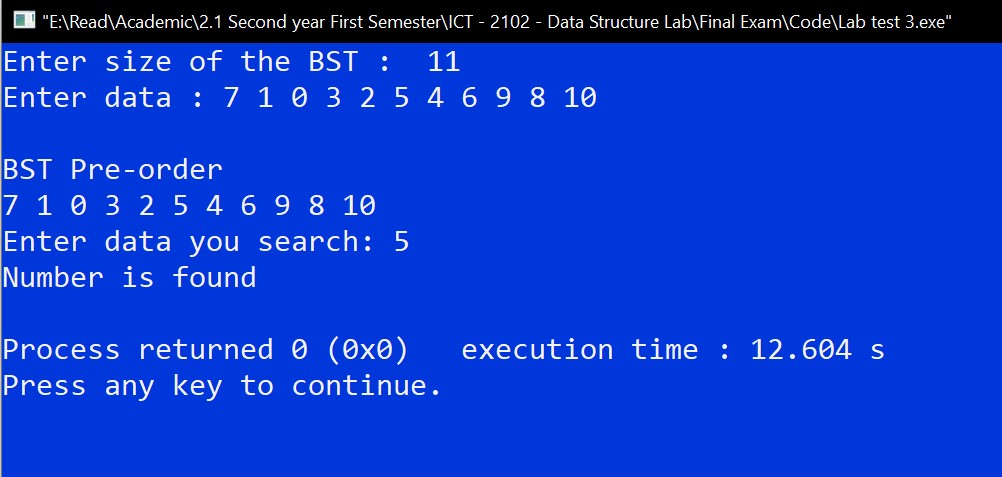 "E:\Read\Academic\2.1 Second year First Semester\ICT - 2102 - Data Structure Lab\Final Exam\Code\Lab test 3.exe"
Enter size of the BST :  11
Enter data : 7 1 0 3 2 5 4 6 9 8 10
BST Pre-order
7 1 0 3 2 5 4 6 9 8 10
Enter data you search: 5
Number is found
Process returned 0 (0x0)   execution time : 12.604 s
Press any key to continue.